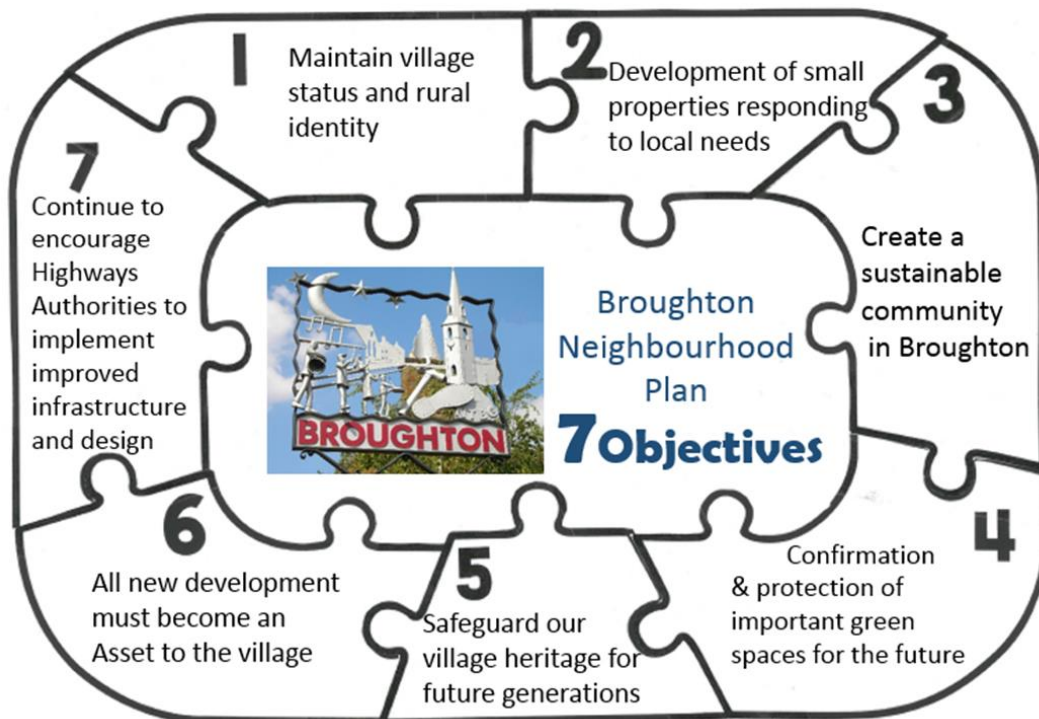 1
Maintain village
status and rural
identity
2
Development of small
properties responding
to local needs
3
Create a
sustainable
community
in Broughton
4
Confirmation
& protection of
important green
spaces for the future
5
Safeguard our
village heritage for
future generations
6
All new development
must become an
Asset to the village
7
Continue to
encourage
Highways
Authorities to
implement
improved
infrastructure
and design
BROUGHTON
Broughton
Neighbourhood
Plan
7 Objectives